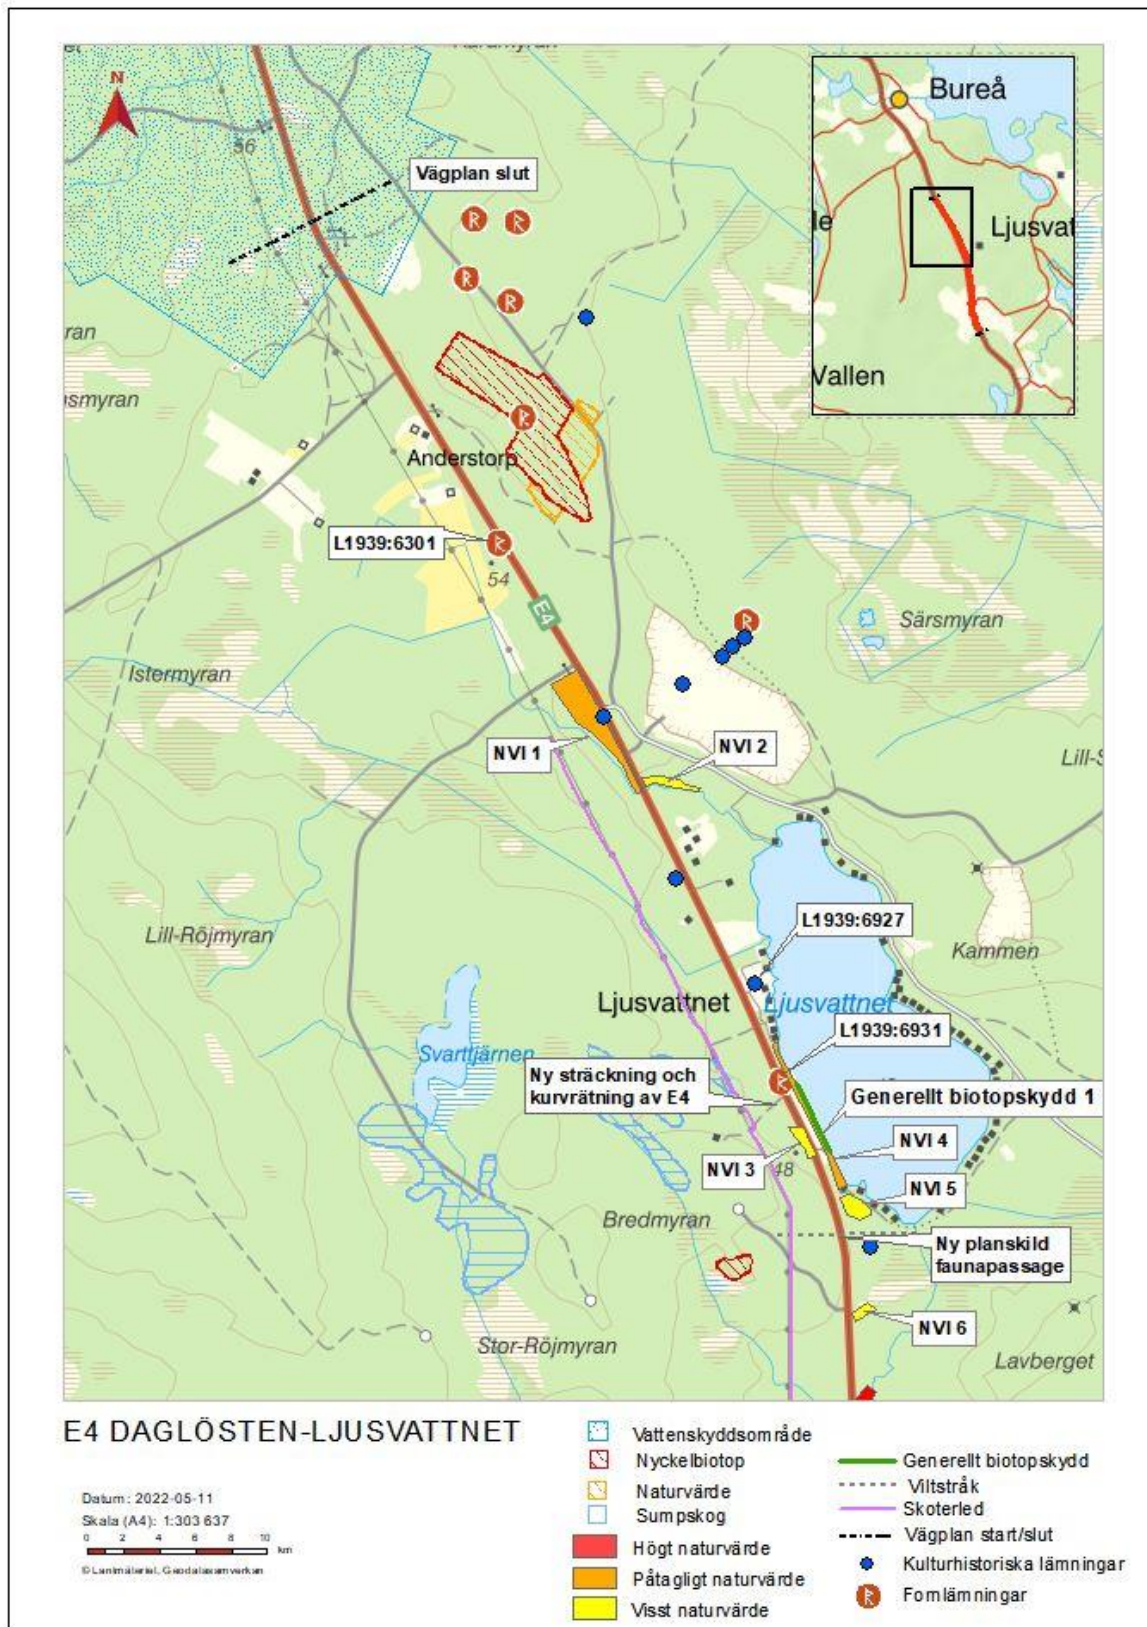 N
56
Vägplan slut
Bureå
Ljusvat
le
Vallen
ran
smyran
Anderstorp
L1939:6301
54
E4
Särsmyran
Istermyran
NVI 1
NVI 2
Lill-S
Lill-Röjmyran
L1939:6927
Kammen
Ljusvattnet
Ljusvattnet
L1939:6931
Svarttjärnen
Ny sträckning och
kurvrätning av E4
Generellt biotopskydd 1
NVI 4
NVI 3
48
NVI 5
Bredmyran
Ny planskild
faunapassage
NVI 6
Stor-Röjmyran
Lavberget
E4 DAGLÖSTEN-LJUSVATTNET
Datum: 2022-05-11
Skala (A4): 1:303 637
0 2 4 6 8 10
km
© Lantmäteriet, Geodatasamverkan
Vattenskyddsområde
Nyckelbiotop
Naturvärde
Sumpskog
Högt naturvärde
Påtagligt naturvärde
Visst naturvärde
Generellt biotopskydd
Viltstråk
Skoterled
Vägplan start/slut
Kulturhistoriska lämningar
Fornlämningar